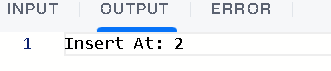 INPUT OUTPUT ERROR
1 Insert At: 2